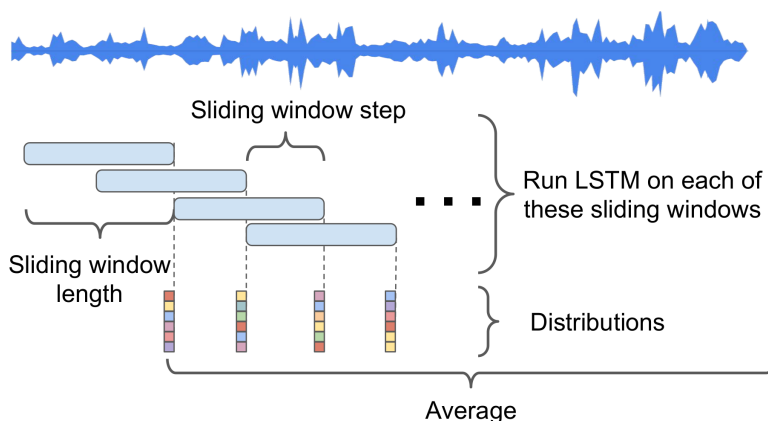 Sliding window step
Run LSTM on each of
these sliding windows
Sliding window
length
Distributions
Average